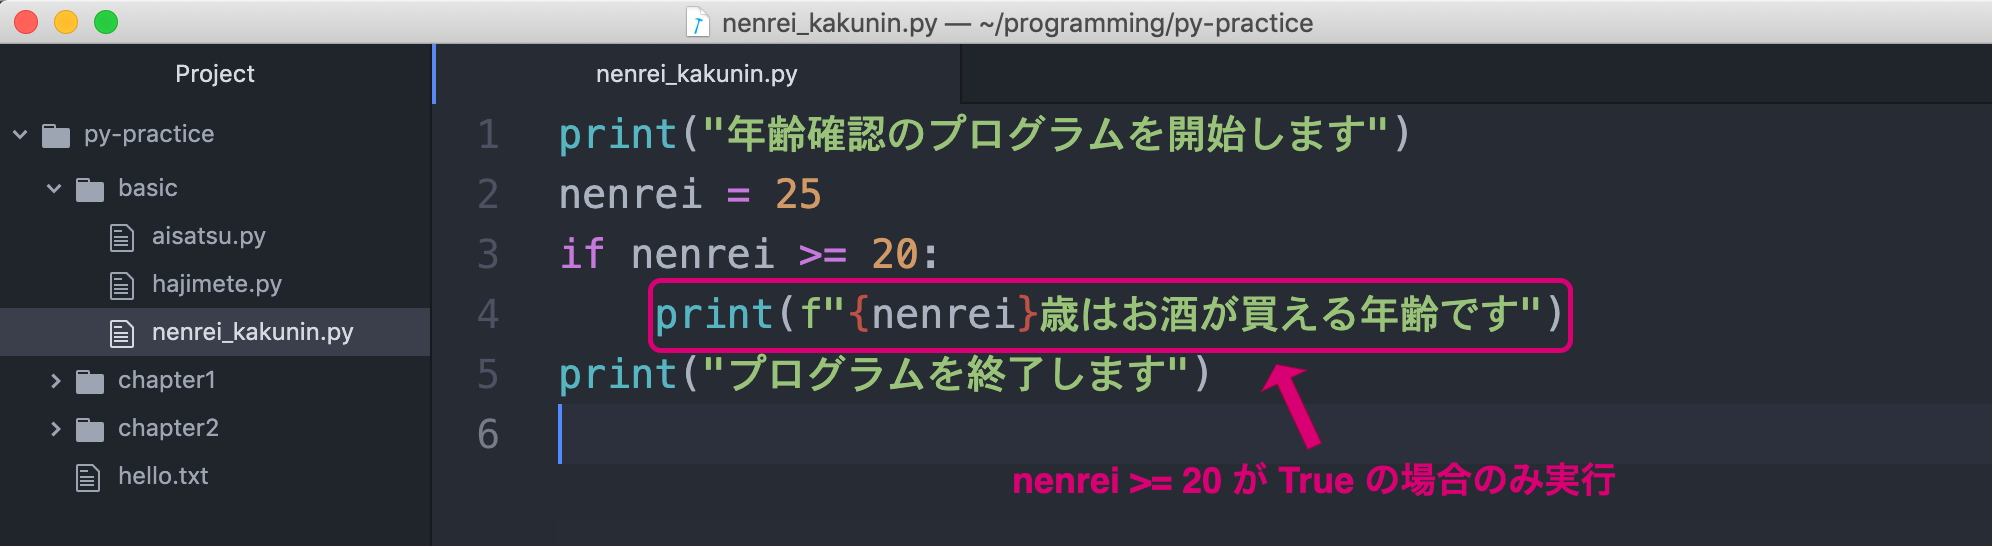 nenrei_kakunin.py — ~/programming/py-practice
Project
py-practice
basic
aisatsu.py
hajimete.py
nenrei_kakunin.py
chapter1
chapter2
hello.txt
nenrei_kakunin.py
1 print("年齢確認のプログラムを開始します")
2 nenrei = 25
3 if nenrei >= 20:
4 print(f"{nenrei}歳はお酒が買える年齢です")
5 print("プログラムを終了します")
6
nenrei >= 20 が True の場合のみ実行